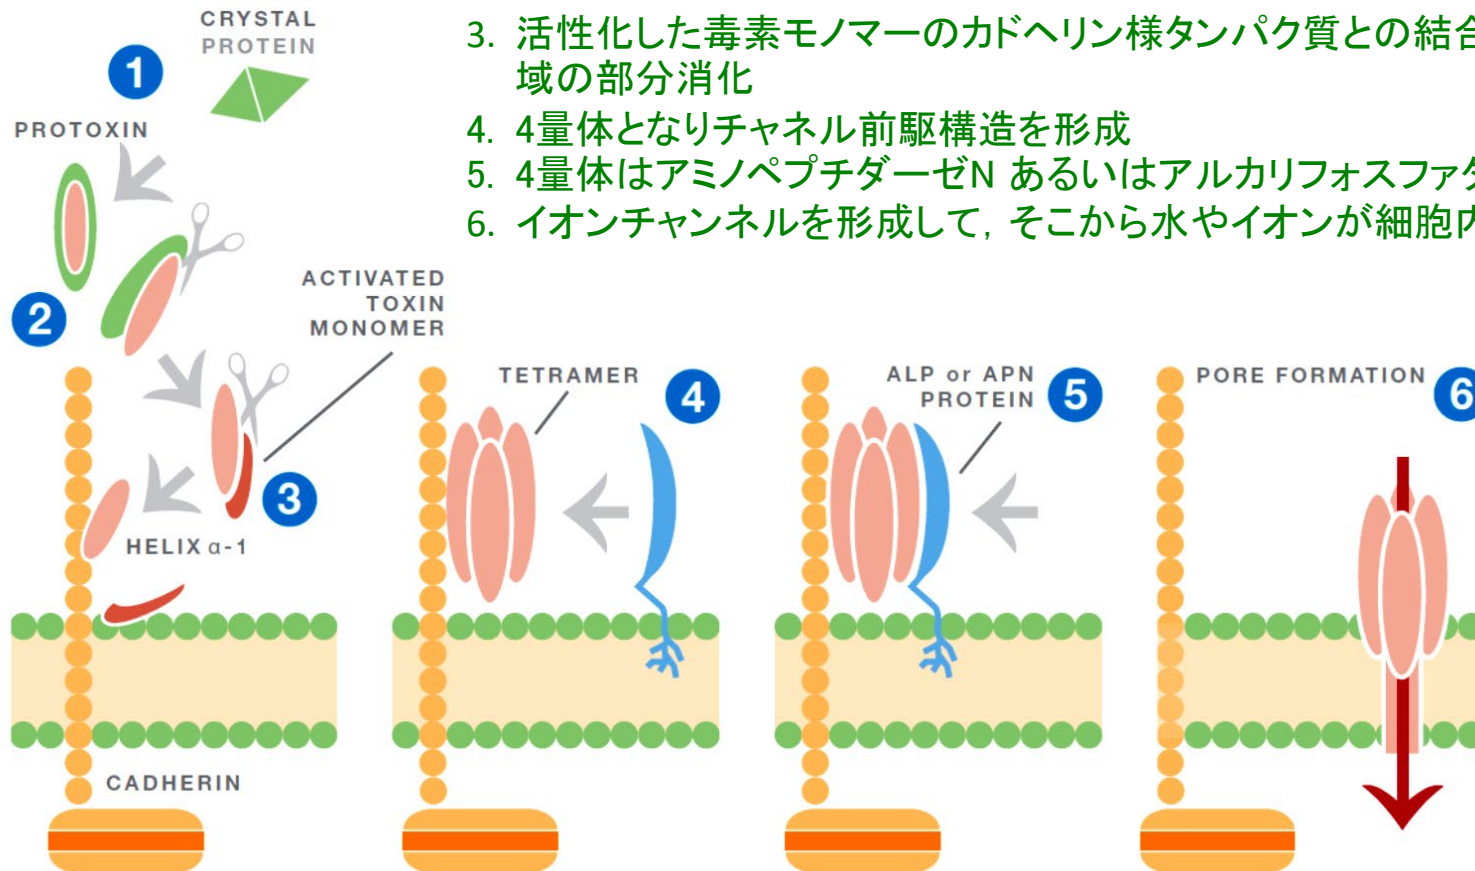 CRYSTAL
PROTEIN
1
PROTOXIN
2
3. 活性化した毒素モノマーのカドヘリン様タンパク質との結合
域の部分消化
4. 4量体となりチャネル前駆構造を形成
5. 4量体はアミノペプチダーゼN あるいはアルカリフォスファタ
6. イオンチャンネルを形成して, そこから水やイオンが細胞内
ACTIVATED
TOXIN
MONOMER
3
HELIX α-1
CADHERIN
TETRAMER
4
ALP or APN
PROTEIN
5
PORE FORMATION
6